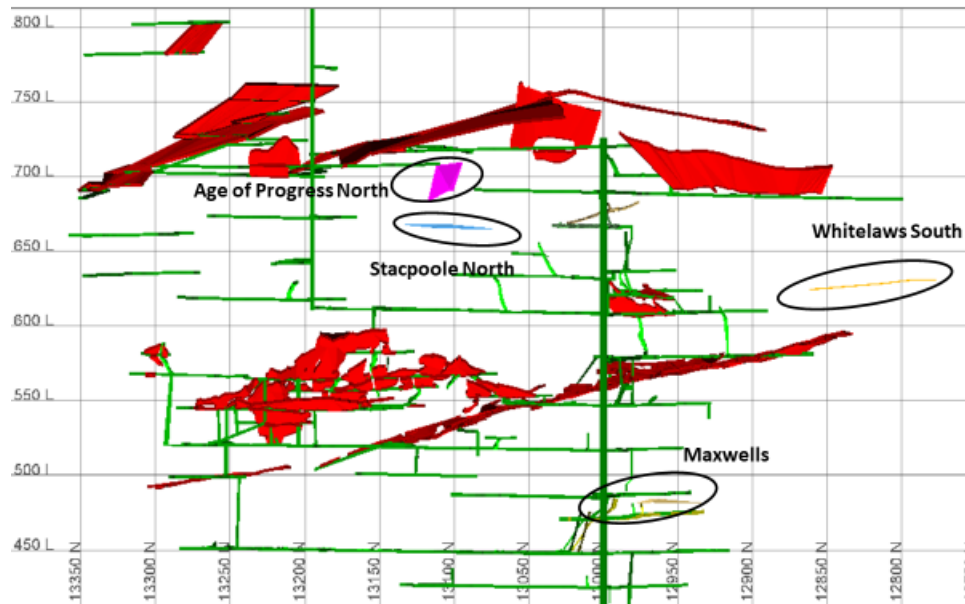 800 L
750 L
700 L
Age of Progress North
Whitelaws South
650 L
Stacpoole North
600 L
550 L
500 L
Maxwells
450 L
13350 N
13300 N
13250 N
13200 N
13150 N
13100 N
13050 N
13000 N
12950 N
12900 N
12850 N
12800 N